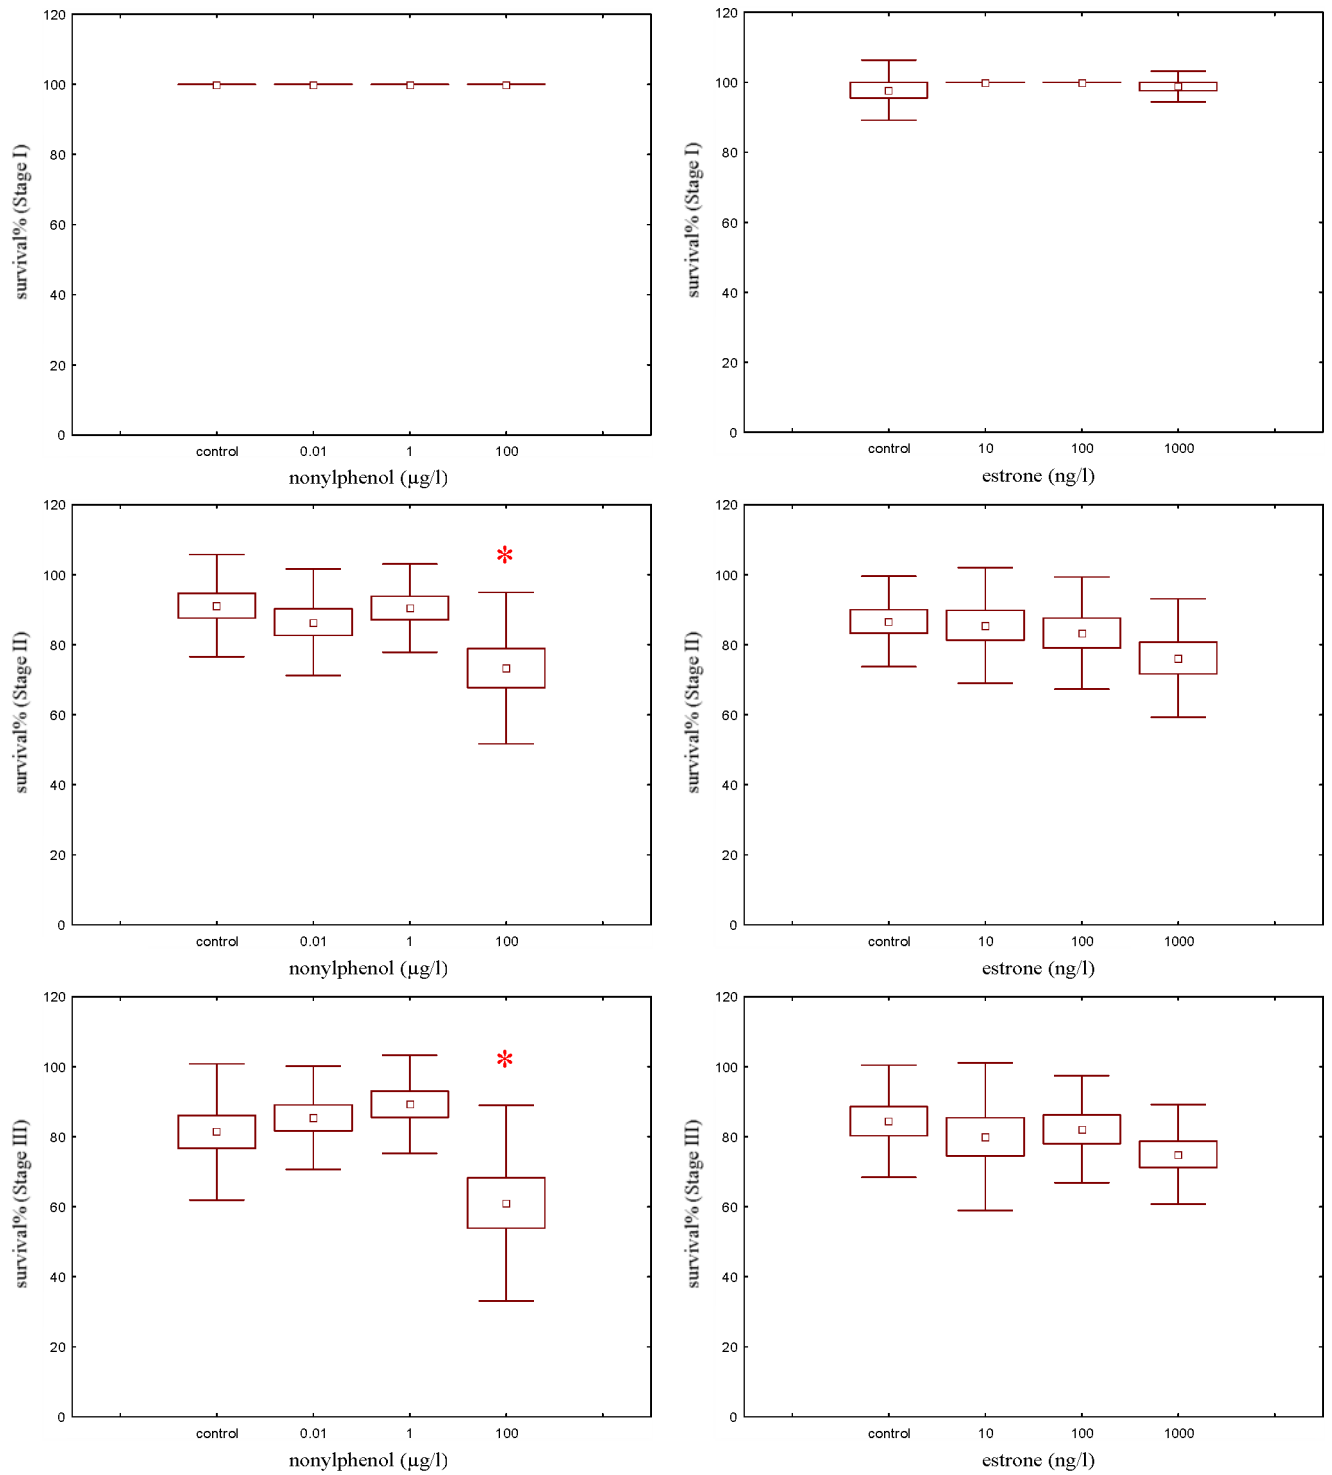 120
100
80
60
40
20
0
survival% (Stage I)
control 0.01 1 100
nonylphenol (µg/l)
120
100
80
60
40
20
0
survival% (Stage I)
control 10 100 1000
estrone (ng/l)
120
100
80
60
40
20
0
survival% (Stage II)
*
control 0.01 1 100
nonylphenol (µg/l)
120
100
80
60
40
20
0
survival% (Stage II)
control 10 100 1000
estrone (ng/l)
120
100
80
60
40
20
0
survival% (Stage III)
*
control 0.01 1 100
nonylphenol (µg/l)
120
100
80
60
40
20
0
survival% (Stage III)
control 10 100 1000
estrone (ng/l)